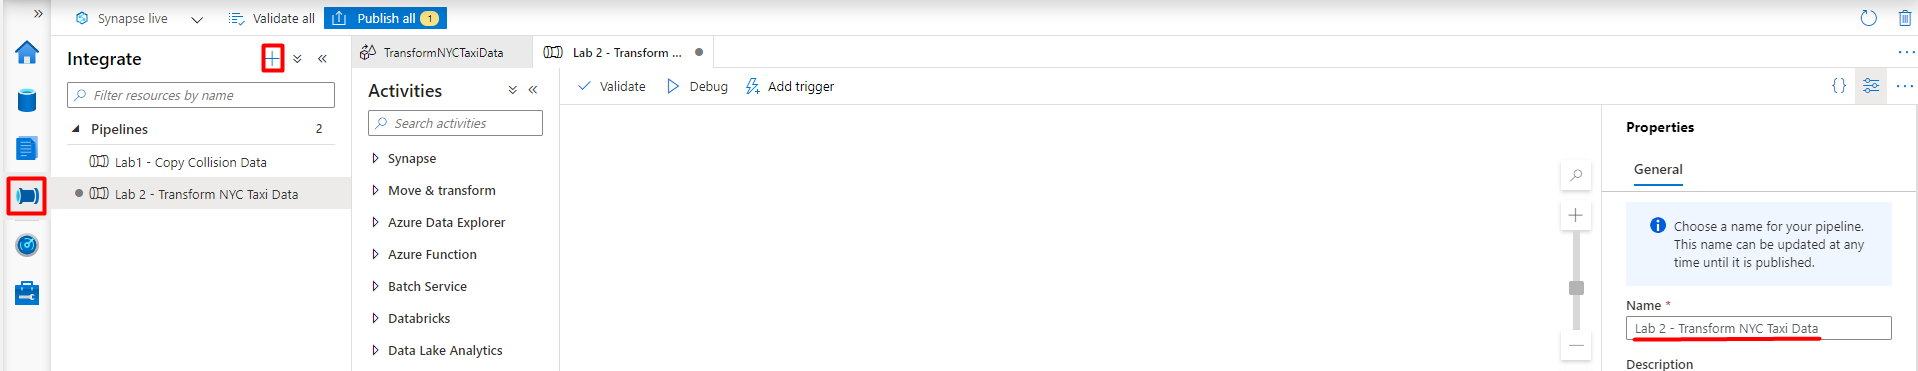 Synapse live
Validate all
Publish all 1
Integrate
Filter resources by name
Pipelines 2
Lab1 - Copy Collision Data
Lab 2 - Transform NYC Taxi Data
TransformNYCTaxiData
Lab 2 - Transform ...
Activities
Search activities
Synapse
Move & transform
Azure Data Explorer
Azure Function
Batch Service
Databricks
Data Lake Analytics
Validate
Debug
Add trigger
{}
Properties
General
Choose a name for your pipeline.
This name can be updated at any
time until it is published.
Name *
Lab 2 - Transform NYC Taxi Data
Description